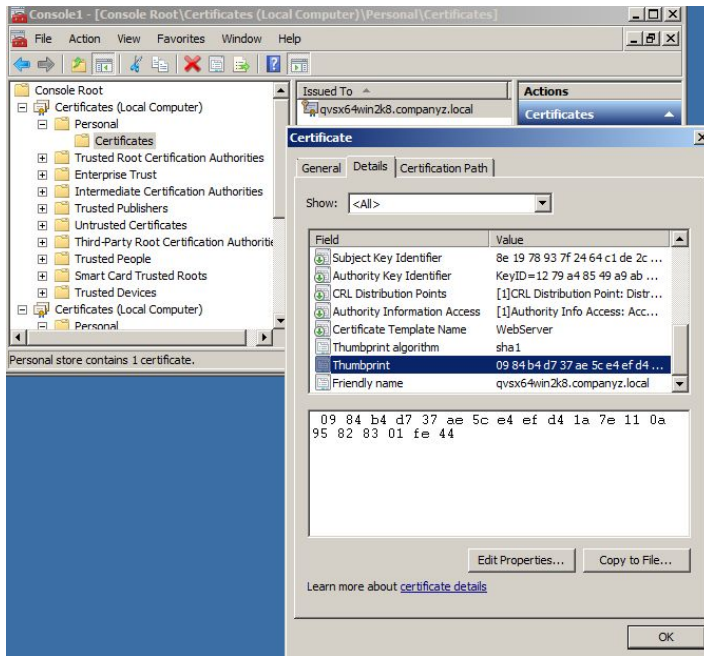 Console1 - [Console Root\Certificates (Local Computer)\Personal\Certificates]
File Action View Favorites Window Help
Console Root
Certificates (Local Computer)
Personal
Certificates
Trusted Root Certification Authorities
Enterprise Trust
Intermediate Certification Authorities
Trusted Publishers
Untrusted Certificates
Third-Party Root Certification Authoritie
Trusted People
Smart Card Trusted Roots
Trusted Devices
Certificates (Local Computer)
Personal
Personal store contains 1 certificate.
Issued To
qvsx64win2k8.companyz.local
Actions
Certificates
Certificate
General Details Certification Path
Show: <All>
Field Value
Subject Key Identifier 8e 19 78 93 7f 24 64 c1 de 2c ...
Authority Key Identifier KeyID=12 79 a4 85 49 a9 ab ...
CRL Distribution Points [1]CRL Distribution Point: Distr...
Authority Information Access [1]Authority Info Access: Acc...
Certificate Template Name WebServer
Thumbprint algorithm sha1
Thumbprint 09 84 b4 d7 37 ae 5c e4 ef d4 ...
Friendly name qvsx64win2k8.companyz.local
09 84 b4 d7 37 ae 5c e4 ef d4 1a 7e 11 0a
95 82 83 01 fe 44
Edit Properties... Copy to File...
Learn more about certificate details
OK